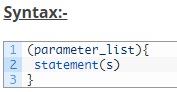 Syntax:-
1 (parameter_list){
2 statement(s)
3 }